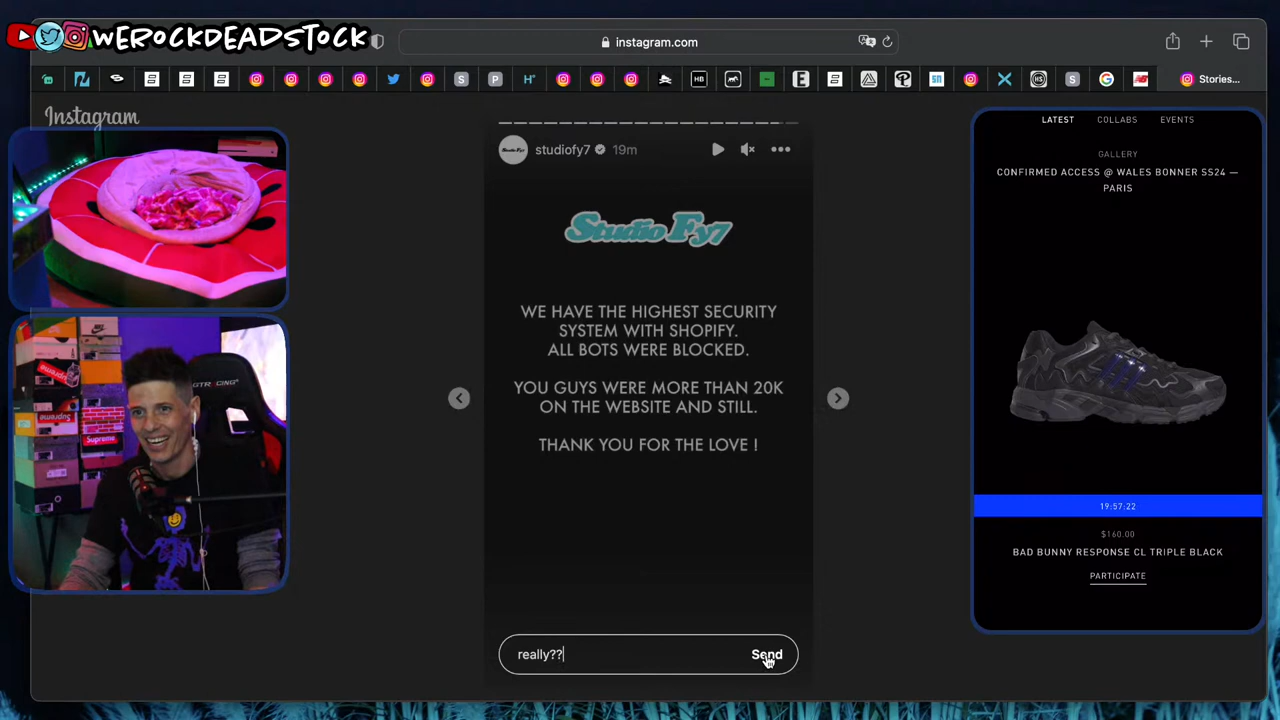 WEROCKDEADSTOCK
instagram.com
Stories...
Instagram
studiofy7 19m
Studio Fy7
WE HAVE THE HIGHEST SECURITY
SYSTEM WITH SHOPIFY.
ALL BOTS WERE BLOCKED.
YOU GUYS WERE MORE THAN 20K
ON THE WEBSITE AND STILL.
THANK YOU FOR THE LOVE !
really??
Send
LATEST COLLABS EVENTS
GALLERY
CONFIRMED ACCESS @ WALES BONNER SS24 —
PARIS
19:57:22
$160.00
BAD BUNNY RESPONSE CL TRIPLE BLACK
PARTICIPATE
GTRACING
Supreme